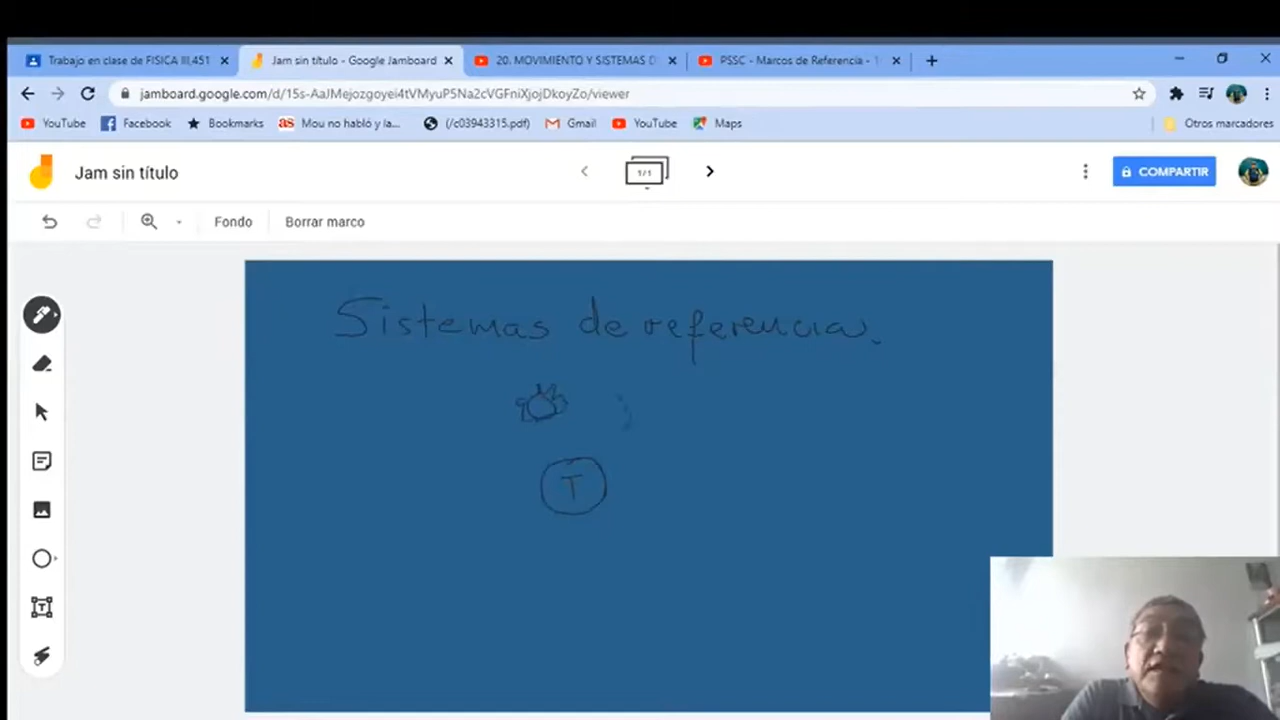 Trabajo en clase de FISICA III,451
Jam sin título - Google Jamboard
20. MOVIMIENTO Y SISTEMAS
PSSC - Marcos de Referencia -
jamboard.google.com/d/15s-AaJMejozgoyei4tVMyuP5Na2cVGFniXjojDkoyZo/viewer
YouTube
Facebook
Bookmarks
Mou no habló y la...
(/c03943315.pdf)
Gmail
YouTube
Maps
Otros marcadores
Jam sin título
1/1
COMPARTIR
Fondo
Borrar marco
Sistemas de referencia.
T